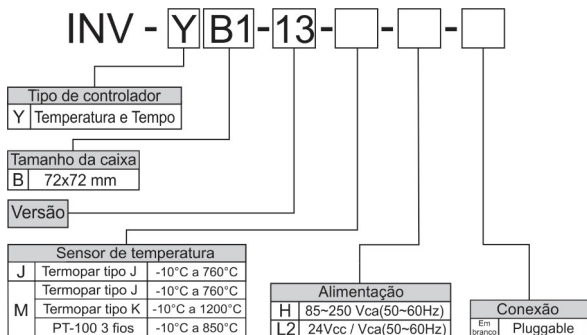 INV - Y B1 - 13 - - -
Tipo de controlador
Y Temperatura e Tempo
Tamanho da caixa
B 72x72 mm
Versão
Sensor de temperatura
J Termopar tipo J -10°C a 760°C
M Termopar tipo J -10°C a 760°C
Termopar tipo K -10°C a 1200°C
PT-100 3 fios -10°C a 850°C
Alimentação
H 85~250 Vca(50~60Hz)
L2 24Vcc / Vca(50~60Hz)
Conexão
Em branco Pluggable